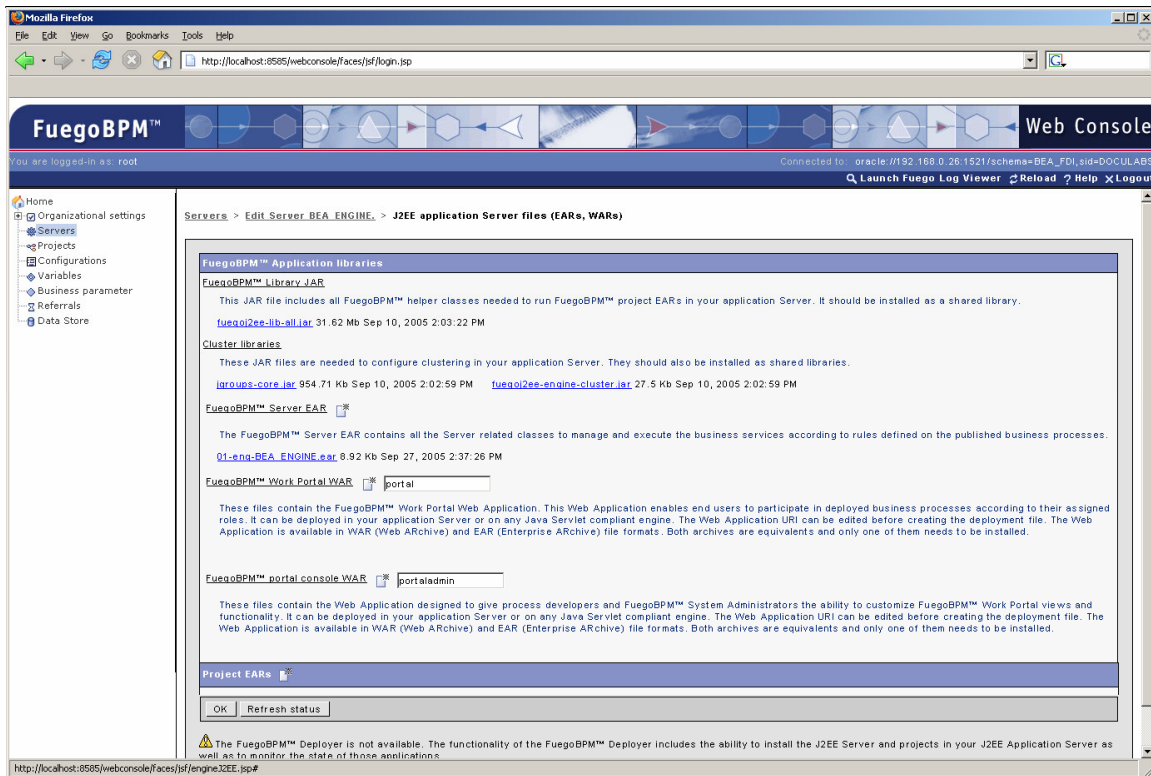 Mozilla Firefox
File Edit View Go Bookmarks Tools Help
http://localhost:8585/webconsole/faces/jsf/login.jsp
G
FuegoBPM™
Web Console
You are logged-in as: root
Connected to: oracle://192.168.0.26:1521/schema=BEA_FDI,sid=DOCULABS
Launch Fuego Log Viewer Reload ? Help Logout
Home
Organizational settings
Servers
Projects
Configurations
Variables
Business parameter
Referrals
Data Store
Servers > Edit Server BEA_ENGINE. > J2EE application Server files (EARs, WARs)
FuegoBPM™ Application libraries
FuegoBPM™ Library JAR
This JAR file includes all FuegoBPM™ helper classes needed to run FuegoBPM™ project EARs in your application Server. It should be installed as a shared library.
fuegoj2ee-lib-all.jar 31.62 Mb Sep 10, 2005 2:03:22 PM
Cluster libraries
These JAR files are needed to configure clustering in your application Server. They should also be installed as shared libraries.
jgroups-core.jar 954.71 Kb Sep 10, 2005 2:02:59 PM fuegoj2ee-engine-cluster.jar 27.5 Kb Sep 10, 2005 2:02:59 PM
FuegoBPM™ Server EAR
The FuegoBPM™ Server EAR contains all the Server related classes to manage and execute the business services according to rules defined on the published business processes.
01-eng-BEA_ENGINE.ear 8.92 Kb Sep 27, 2005 2:37:26 PM
FuegoBPM™ Work Portal WAR portal
These files contain the FuegoBPM™ Work Portal Web Application. This Web Application enables end users to participate in deployed business processes according to their assigned
roles. It can be deployed in your application Server or on any Java Servlet compliant engine. The Web Application URI can be edited before creating the deployment file. The Web
Application is available in WAR (Web ARchive) and EAR (Enterprise ARchive) file formats. Both archives are equivalents and only one of them needs to be installed.
FuegoBPM™ portal console WAR portaladmin
These files contain the Web Application designed to give process developers and FuegoBPM™ System Administrators the ability to customize FuegoBPM™ Work Portal views and
functionality. It can be deployed in your application Server or on any Java Servlet compliant engine. The Web Application URI can be edited before creating the deployment file. The
Web Application is available in WAR (Web ARchive) and EAR (Enterprise ARchive) file formats. Both archives are equivalents and only one of them needs to be installed.
Project EARs
OK Refresh status
The FuegoBPM™ Deployer is not available. The functionality of the FuegoBPM™ Deployer includes the ability to install the J2EE Server and projects in your J2EE Application Server as
well as to monitor the state of those applications
http://localhost:8585/webconsole/faces/jsf/engineJ2EE.jsp#